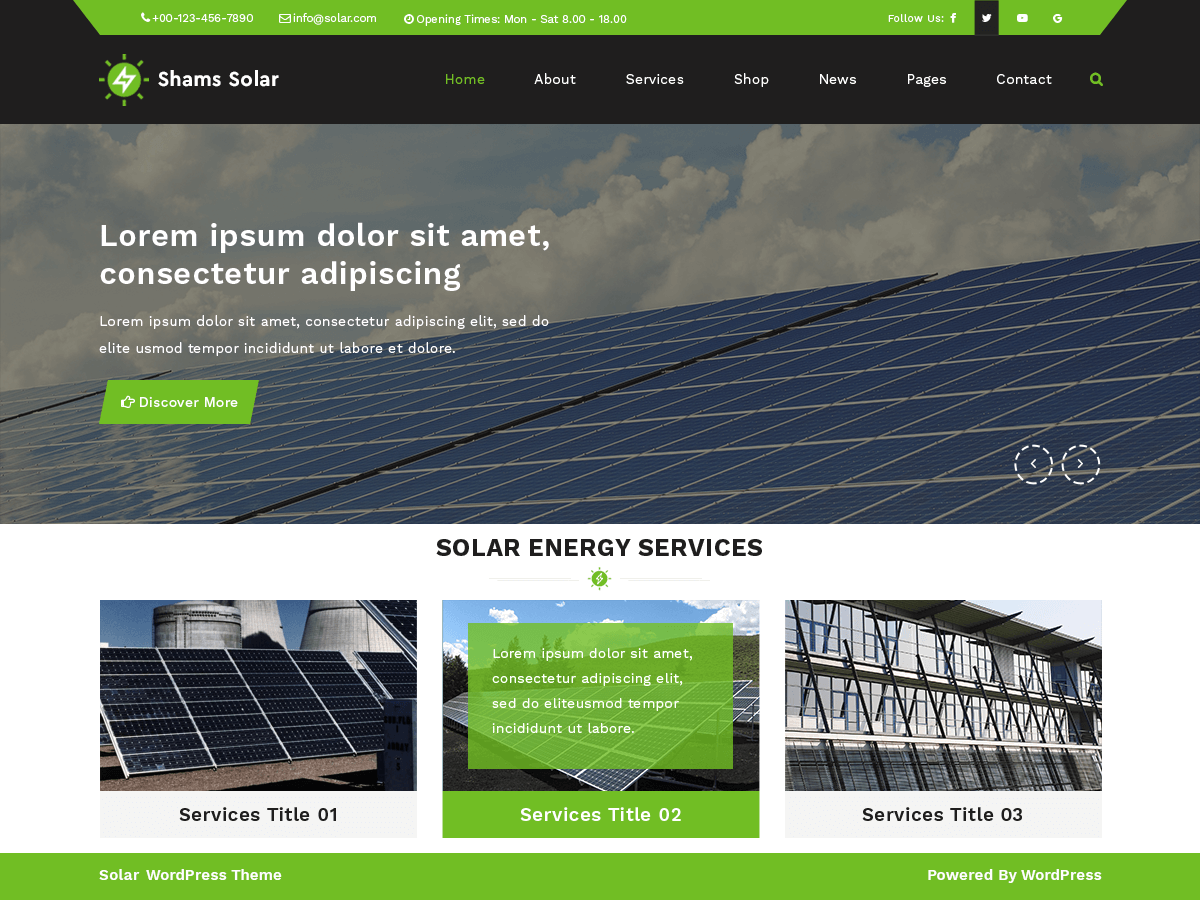 +00-123-456-7890 info@solar.com Opening Times: Mon - Sat 8.00 - 18.00 Follow Us:
Shams Solar Home About Services Shop News Pages Contact
Lorem ipsum dolor sit amet,
consectetur adipiscing
Lorem ipsum dolor sit amet, consectetur adipiscing elit, sed do
elite usmod tempor incididunt ut labore et dolore.
Discover More
SOLAR ENERGY SERVICES
Lorem ipsum dolor sit amet,
consectetur adipiscing elit,
sed do eliteusmod tempor
incididunt ut labore.
Services Title 01
Services Title 02
Services Title 03
Solar WordPress Theme
Powered By WordPress